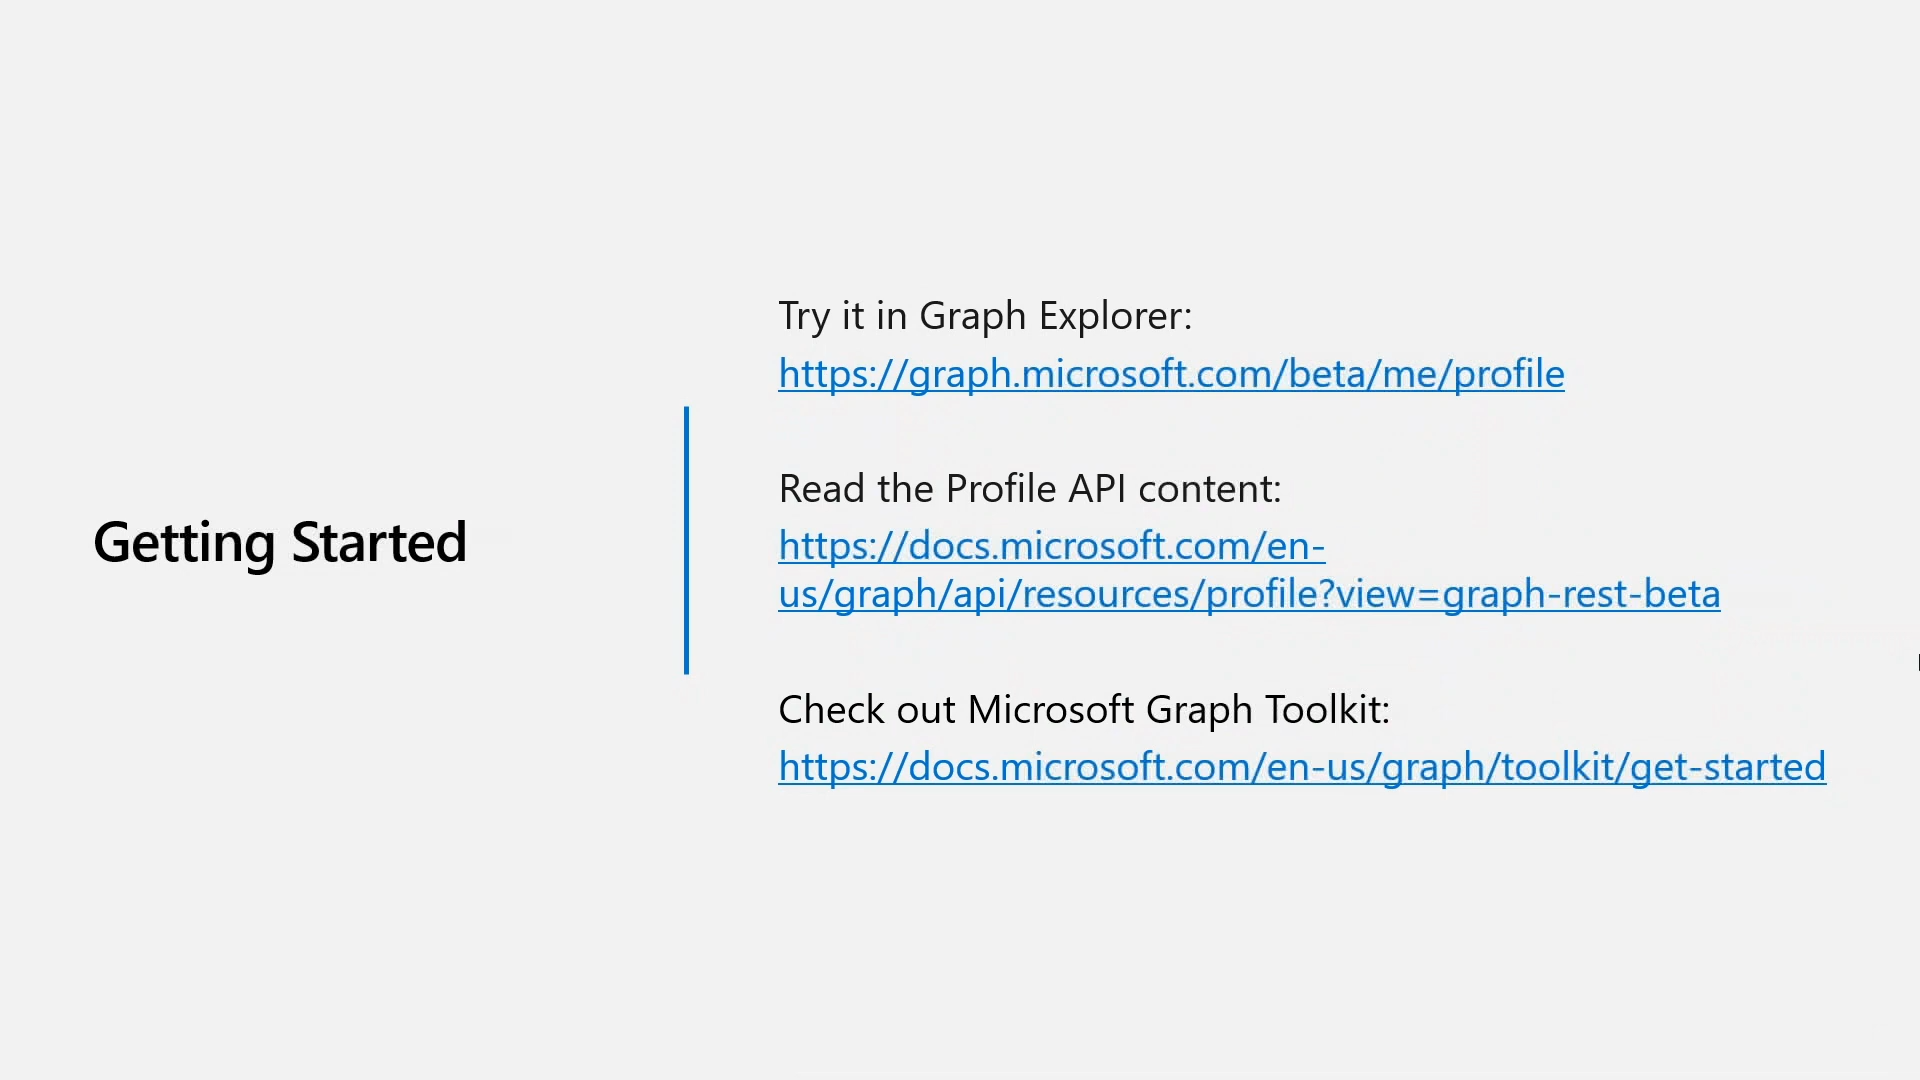 Getting Started
Try it in Graph Explorer:
https://graph.microsoft.com/beta/me/profile
Read the Profile API content:
https://docs.microsoft.com/en-
us/graph/api/resources/profile?view=graph-rest-beta
Check out Microsoft Graph Toolkit:
https://docs.microsoft.com/en-us/graph/toolkit/get-started